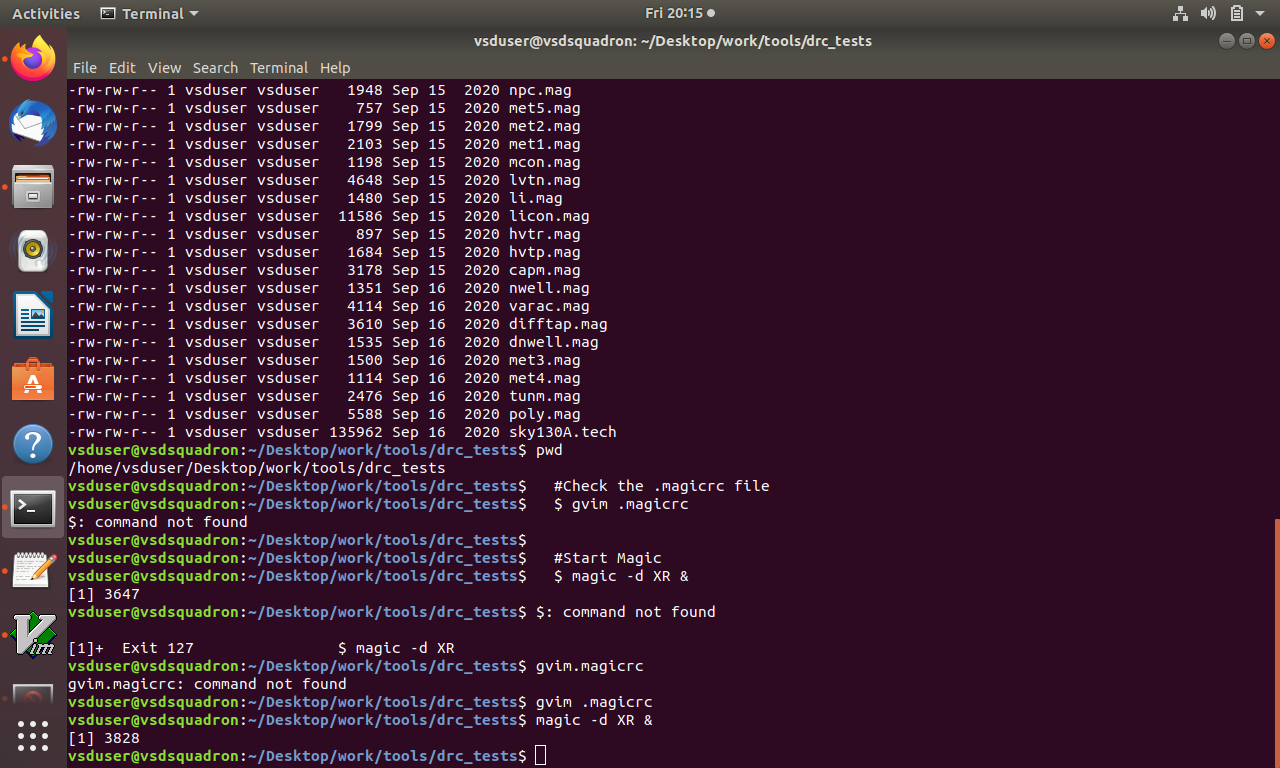 Activities Terminal Fri 20:15
vsduser@vsdsquadron: ~/Desktop/work/tools/drc_tests
File Edit View Search Terminal Help
-rw-rw-r-- 1 vsduser vsduser   1948 Sep 15  2020 npc.mag
-rw-rw-r-- 1 vsduser vsduser    757 Sep 15  2020 met5.mag
-rw-rw-r-- 1 vsduser vsduser   1799 Sep 15  2020 met2.mag
-rw-rw-r-- 1 vsduser vsduser   2103 Sep 15  2020 met1.mag
-rw-rw-r-- 1 vsduser vsduser   1198 Sep 15  2020 mcon.mag
-rw-rw-r-- 1 vsduser vsduser   4648 Sep 15  2020 lvtn.mag
-rw-rw-r-- 1 vsduser vsduser   1480 Sep 15  2020 li.mag
-rw-rw-r-- 1 vsduser vsduser  11586 Sep 15  2020 licon.mag
-rw-rw-r-- 1 vsduser vsduser    897 Sep 15  2020 hvtr.mag
-rw-rw-r-- 1 vsduser vsduser   1684 Sep 15  2020 hvtp.mag
-rw-rw-r-- 1 vsduser vsduser   3178 Sep 15  2020 capm.mag
-rw-rw-r-- 1 vsduser vsduser   1351 Sep 16  2020 nwell.mag
-rw-rw-r-- 1 vsduser vsduser   4114 Sep 16  2020 varac.mag
-rw-rw-r-- 1 vsduser vsduser   3610 Sep 16  2020 difftap.mag
-rw-rw-r-- 1 vsduser vsduser   1535 Sep 16  2020 dnwell.mag
-rw-rw-r-- 1 vsduser vsduser   1500 Sep 16  2020 met3.mag
-rw-rw-r-- 1 vsduser vsduser   1114 Sep 16  2020 met4.mag
-rw-rw-r-- 1 vsduser vsduser   2476 Sep 16  2020 tunm.mag
-rw-rw-r-- 1 vsduser vsduser   5588 Sep 16  2020 poly.mag
-rw-rw-r-- 1 vsduser vsduser 135962 Sep 16  2020 sky130A.tech
vsduser@vsdsquadron:~/Desktop/work/tools/drc_tests$ pwd
/home/vsduser/Desktop/work/tools/drc_tests
vsduser@vsdsquadron:~/Desktop/work/tools/drc_tests$   #Check the .magicrc file
vsduser@vsdsquadron:~/Desktop/work/tools/drc_tests$   $ gvim .magicrc
$: command not found
vsduser@vsdsquadron:~/Desktop/work/tools/drc_tests$
vsduser@vsdsquadron:~/Desktop/work/tools/drc_tests$   #Start Magic
vsduser@vsdsquadron:~/Desktop/work/tools/drc_tests$   $ magic -d XR &
[1] 3647
vsduser@vsdsquadron:~/Desktop/work/tools/drc_tests$ $: command not found
[1]+  Exit 127                $ magic -d XR
vsduser@vsdsquadron:~/Desktop/work/tools/drc_tests$ gvim.magicrc
gvim.magicrc: command not found
vsduser@vsdsquadron:~/Desktop/work/tools/drc_tests$ gvim .magicrc
vsduser@vsdsquadron:~/Desktop/work/tools/drc_tests$ magic -d XR &
[1] 3828
vsduser@vsdsquadron:~/Desktop/work/tools/drc_tests$